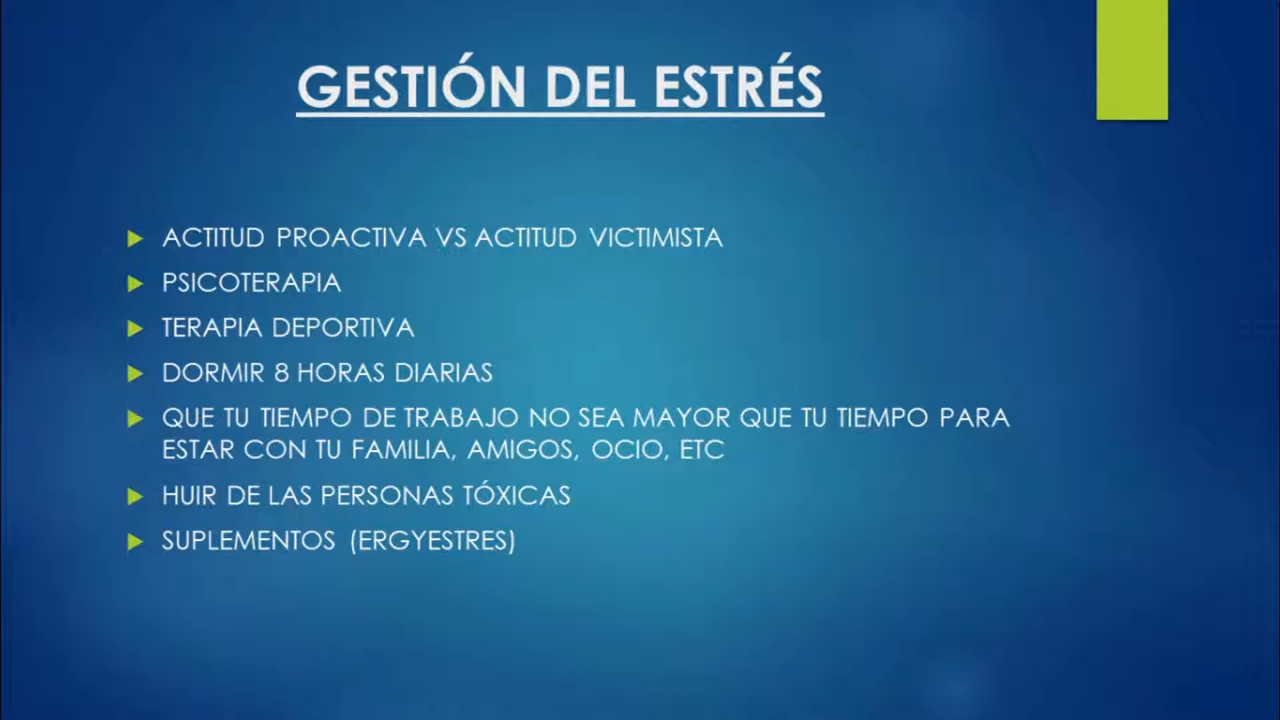 GESTIÓN DEL ESTRÉS
ACTITUD PROACTIVA VS ACTITUD VICTIMISTA
PSICOTERAPIA
TERAPIA DEPORTIVA
DORMIR 8 HORAS DIARIAS
QUE TU TIEMPO DE TRABAJO NO SEA MAYOR QUE TU TIEMPO PARA
ESTAR CON TU FAMILIA, AMIGOS, OCIO, ETC
HUIR DE LAS PERSONAS TÓXICAS
SUPLEMENTOS (ERGYESTRES)